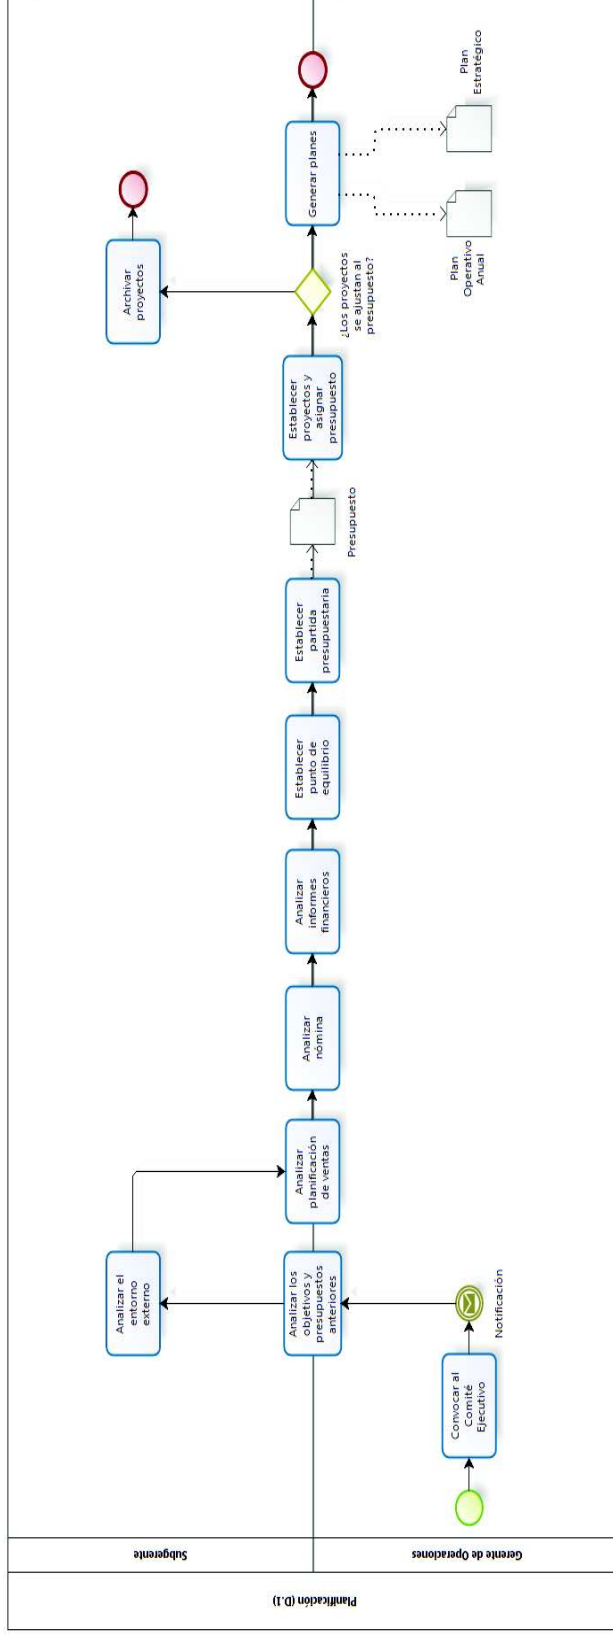 Planificación (D.1)
Subgerente
Gerente de Operaciones
Convocar al
Comité
Ejecutivo
Notificación
Analizar los
objetivos y
presupuestos
anteriores
Analizar el
entorno
externo
Analizar
planificación
de ventas
Analizar
nómina
Analizar
informes
financieros
Establecer
punto de
equilibrio
Establecer
partida
presupuestaria
Presupuesto
Establecer
proyectos y
asignar
presupuesto
¿Los proyectos
se ajustan al
presupuesto?
Archivar
proyectos
Generar planes
Plan
Operativo
Anual
Plan
Estratégico